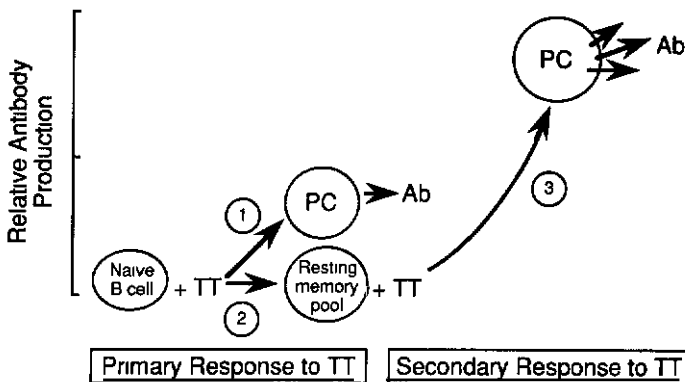 Relative Antibody
Production
PC
Ab
1
PC
Ab
3
Naive
B cell
+ TT
Resting
memory
pool
+ TT
2
Primary Response to TT
Secondary Response to TT